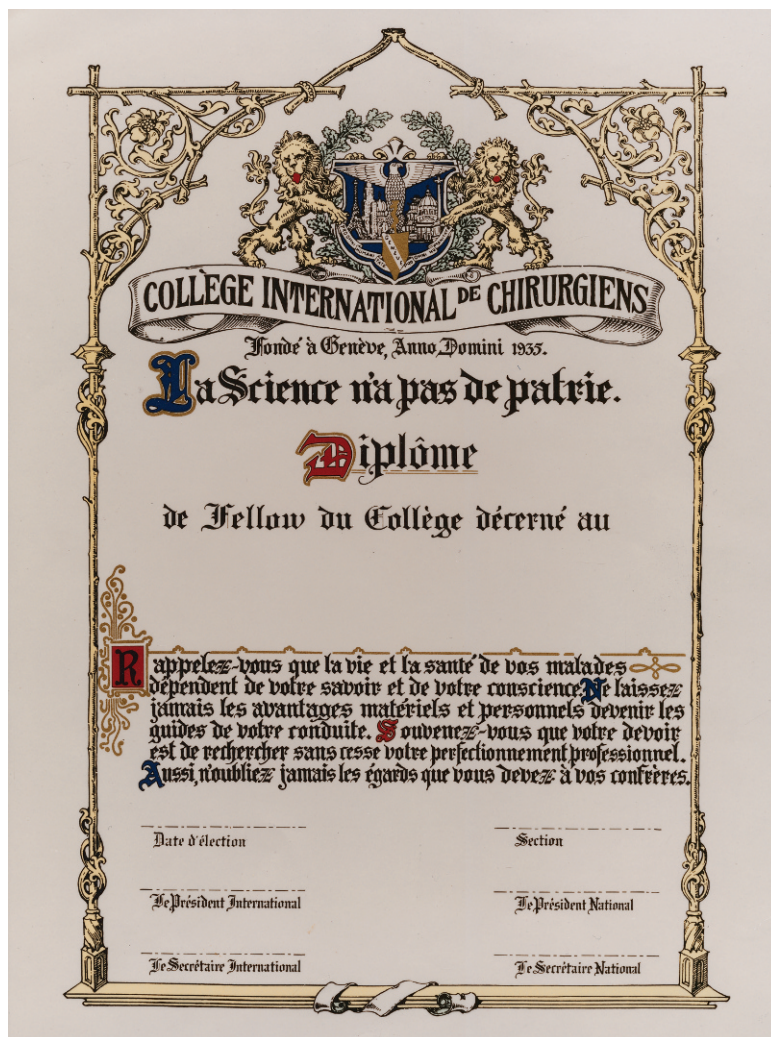 COLLÈGE INTERNATIONAL DE CHIRURGIENS
Fondé à Genève, Anno Domini 1935.
La Science n'a pas de patrie.
Diplôme
de Fellow du Collège décerné au
Rappelez-vous que la vie et la santé de vos malades
dépendent de votre savoir et de votre conscience Ne laissez
jamais les avantages matériels et personnels devenir les
guides de votre conduite. Souvenez-vous que votre devoir
est de rechercher sans cesse votre perfectionnement professionnel.
Aussi, n'oubliez jamais les égards que vous devez à vos confrères.
Date d'élection
Section
Le Président International
Le Président National
Le Secrétaire International
Le Secrétaire National